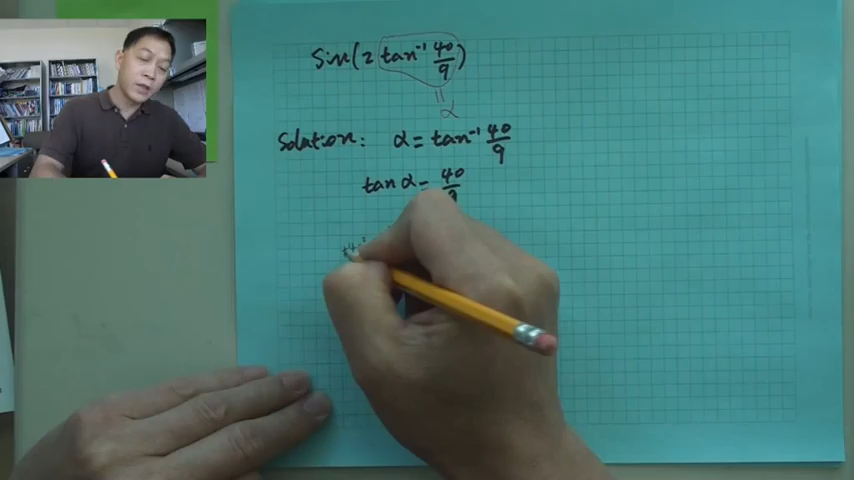 Sin(2 tan⁻¹ 40/9)
= α
Solution: α = tan⁻¹ 40/9
tan α = 40/9